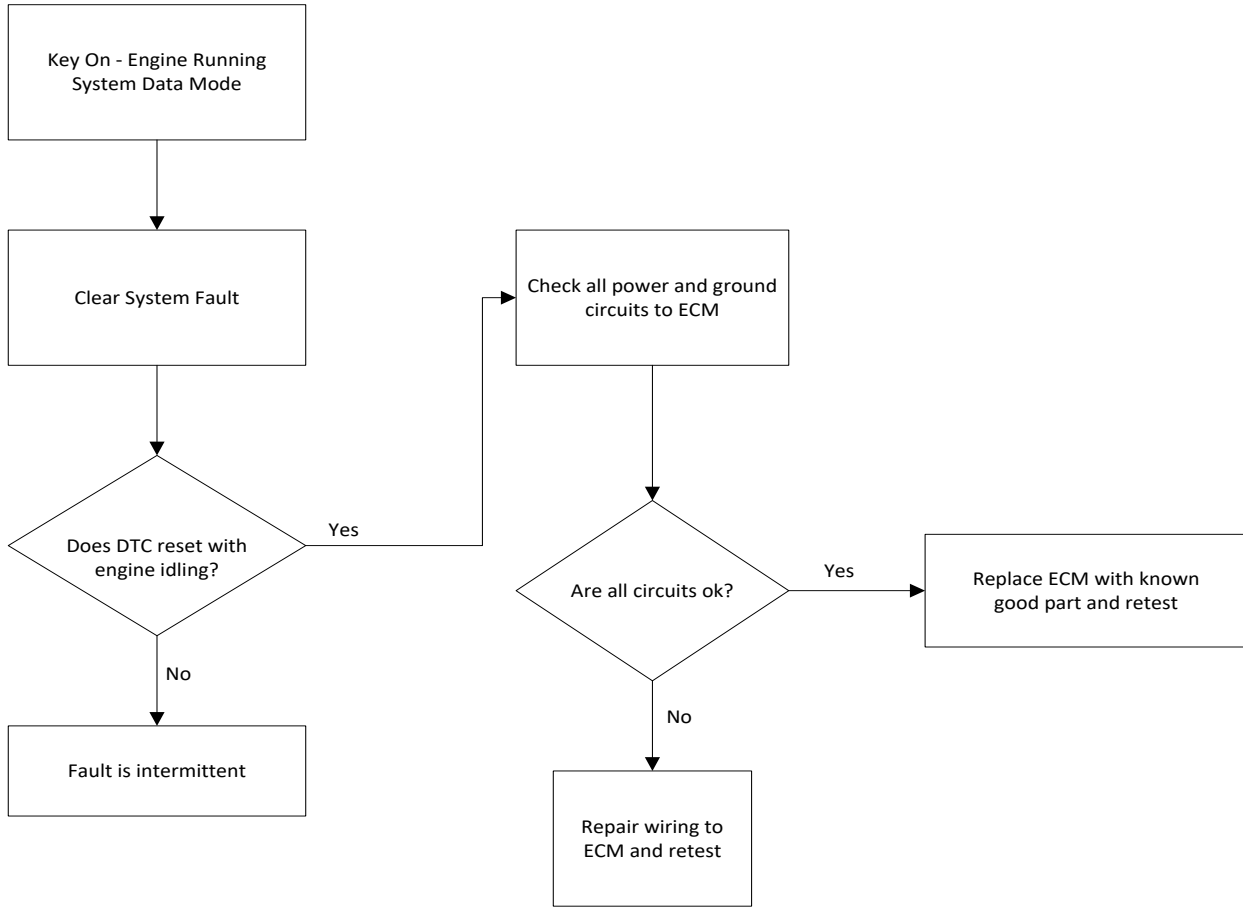 Key On - Engine Running
System Data Mode
Clear System Fault
Does DTC reset with
engine idling?
Yes
No
Fault is intermittent
Check all power and ground
circuits to ECM
Are all circuits ok?
Yes
No
Replace ECM with known
good part and retest
Repair wiring to
ECM and retest